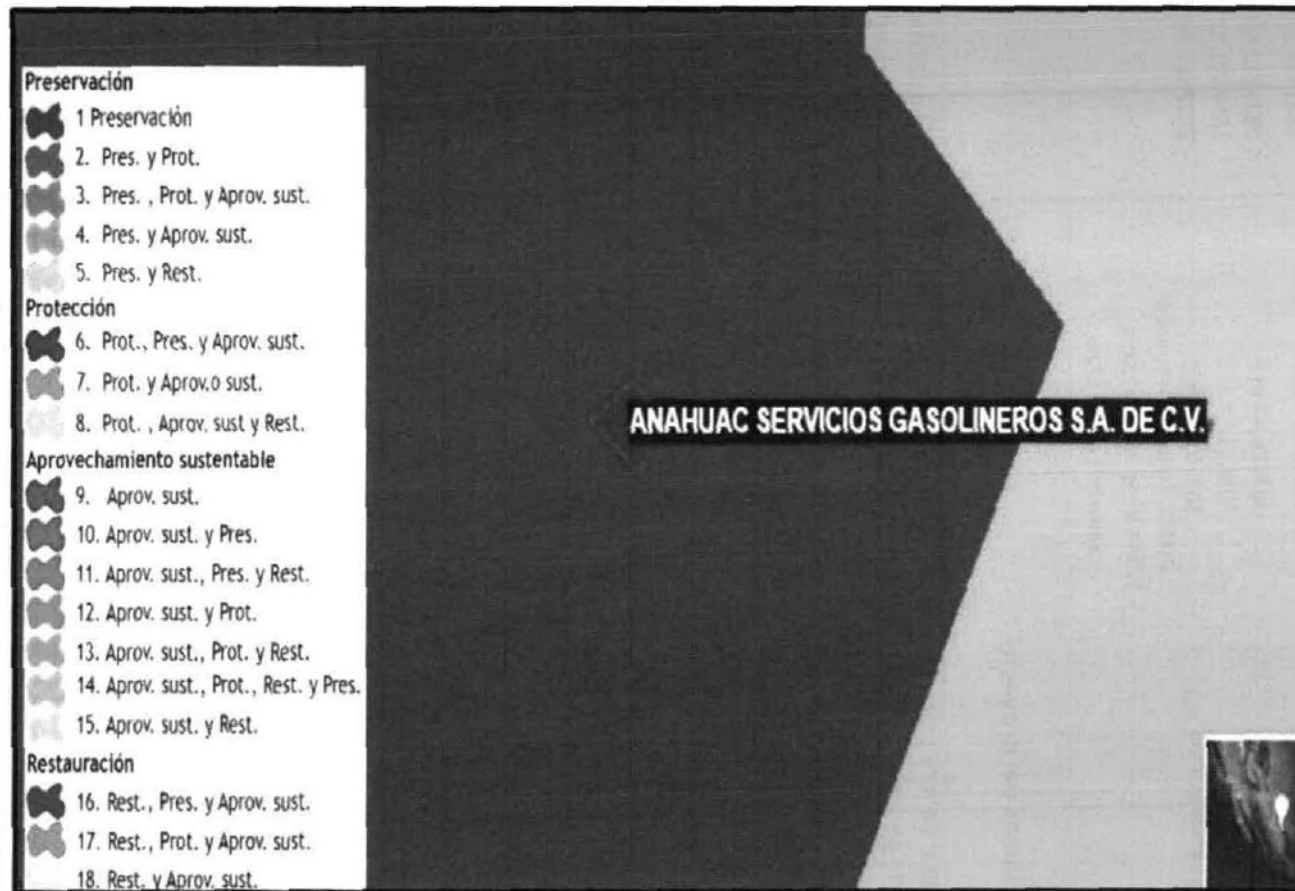 Preservación
1 Preservación
2. Pres. y Prot.
3. Pres. , Prot. y Aprov. sust.
4. Pres. y Aprov. sust.
5. Pres. y Rest.
Protección
6. Prot., Pres. y Aprov. sust.
7. Prot. y Aprov.o sust.
8. Prot. , Aprov. sust y Rest.
Aprovechamiento sustentable
9. Aprov. sust.
10. Aprov. sust. y Pres.
11. Aprov. sust., Pres. y Rest.
12. Aprov. sust. y Prot.
13. Aprov. sust., Prot. y Rest.
14. Aprov. sust., Prot., Rest. y Pres.
15. Aprov. sust. y Rest.
Restauración
16. Rest., Pres. y Aprov. sust.
17. Rest., Prot. y Aprov. sust.
18. Rest. y Aprov. sust.
ANAHUAC SERVICIOS GASOLINEROS S.A. DE C.V.